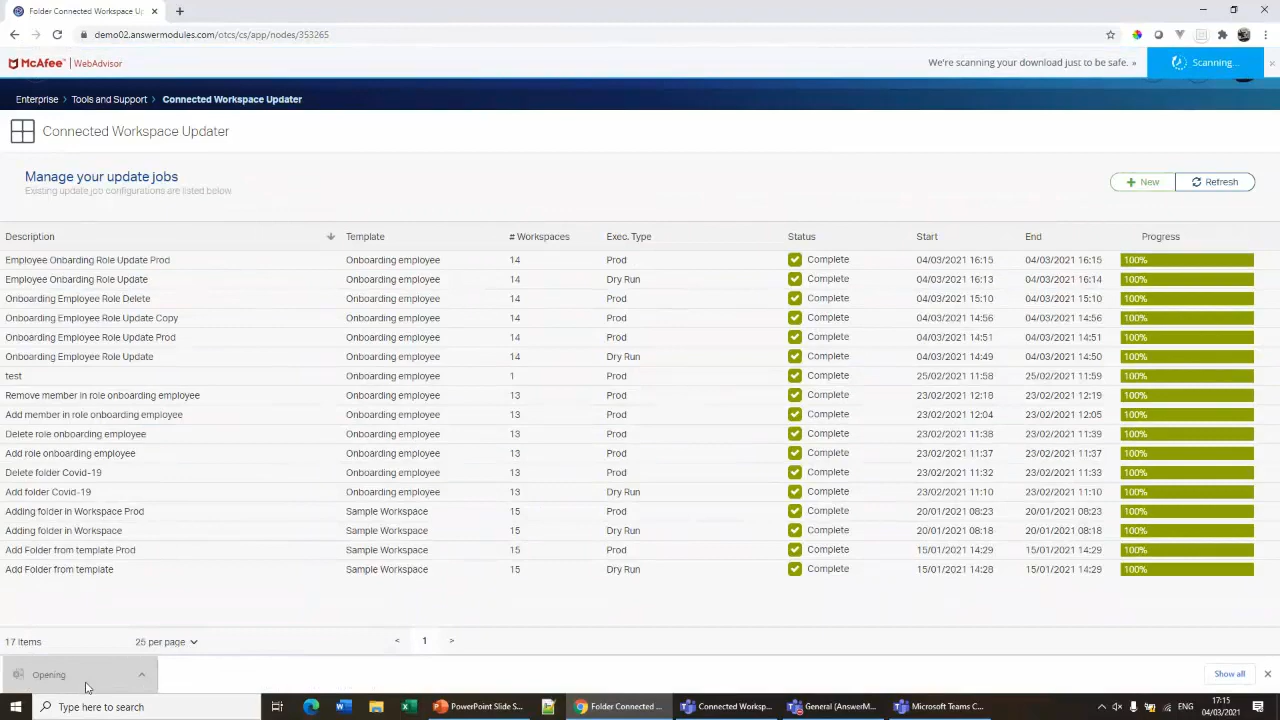 Folder Connected Workspace Up
demo02.answermodules.com/otcs/cs/app/nodes/353265
McAfee | WebAdvisor
We're scanning your download just to be safe. »
Scanning...
Enterprise > Tools and Support > Connected Workspace Updater
Connected Workspace Updater
Manage your update jobs
Existing update job configurations are listed below
New
Refresh
Description Template # Workspaces Exec. Type Status Start End Progress
Employee Onbarding Role Update Prod Onboarding employee 14 Prod Complete 04/03/2021 16:15 04/03/2021 16:15 100%
Employee Onbarding Role Update Onboarding employee 14 Dry Run Complete 04/03/2021 16:13 04/03/2021 16:14 100%
Onboarding Employee Role Delete Onboarding employee 14 Prod Complete 04/03/2021 15:10 04/03/2021 15:10 100%
Onboarding Employee Role Update Copy Onboarding employee 14 Prod Complete 04/03/2021 14:56 04/03/2021 14:56 100%
Onboarding Employee Role Update Prod Onboarding employee 14 Prod Complete 04/03/2021 14:51 04/03/2021 14:51 100%
Onboarding Employee Role Update Onboarding employee 14 Dry Run Complete 04/03/2021 14:49 04/03/2021 14:50 100%
test Onboarding employee 1 Prod Complete 25/02/2021 11:58 25/02/2021 11:59 100%
Remove member in role onboarding employee Onboarding employee 13 Prod Complete 23/02/2021 12:18 23/02/2021 12:19 100%
Add member in role onboarding employee Onboarding employee 13 Prod Complete 23/02/2021 12:04 23/02/2021 12:05 100%
Delete role onboarding employee Onboarding employee 13 Prod Complete 23/02/2021 11:38 23/02/2021 11:39 100%
Add role onboarding employee Onboarding employee 13 Prod Complete 23/02/2021 11:37 23/02/2021 11:37 100%
Delete folder Covid-19 Onboarding employee 13 Prod Complete 23/02/2021 11:32 23/02/2021 11:33 100%
Add folder Covid-19 Onboarding employee 13 Dry Run Complete 23/02/2021 11:10 23/02/2021 11:10 100%
Adding folder in Workspace Prod Sample Workspace 15 Prod Complete 20/01/2021 08:23 20/01/2021 08:23 100%
Adding folder in Workspace Sample Workspace 15 Dry Run Complete 20/01/2021 08:18 20/01/2021 08:18 100%
Add Folder from template Prod Sample Workspace 15 Prod Complete 15/01/2021 14:29 15/01/2021 14:29 100%
Add Folder from template Sample Workspace 15 Dry Run Complete 15/01/2021 14:28 15/01/2021 14:29 100%
17 items 25 per page < 1 >
Opening
Show all
Type here to search
PowerPoint Slide S...
Folder Connected ...
Connected Workspa...
General (AnswerM...
Microsoft Teams C...
17:15
04/03/2021